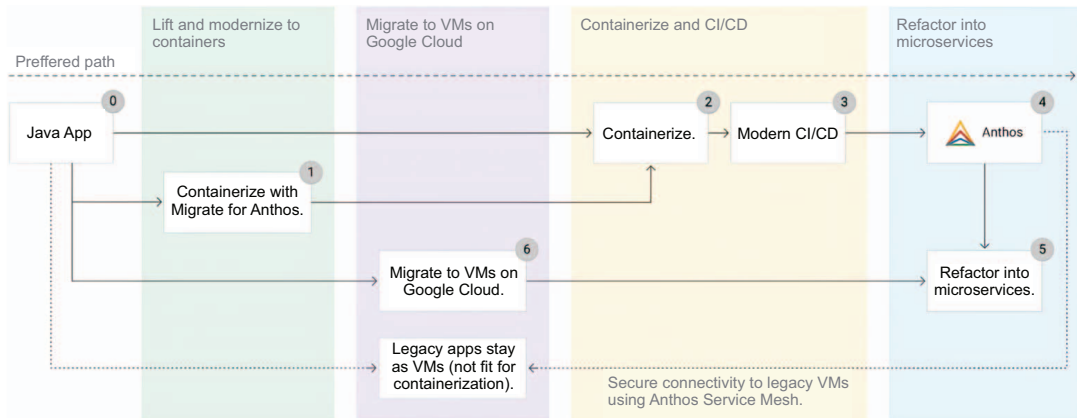 Lift and modernize to
containers
Migrate to VMs on
Google Cloud
Containerize and CI/CD
Refactor into
microservices
Preffered path
0
Java App
2
Containerize.
3
Modern CI/CD
4
Anthos
1
Containerize with
Migrate for Anthos.
6
Migrate to VMs on
Google Cloud.
5
Refactor into
microservices.
Legacy apps stay
as VMs (not fit for
containerization).
Secure connectivity to legacy VMs
using Anthos Service Mesh.